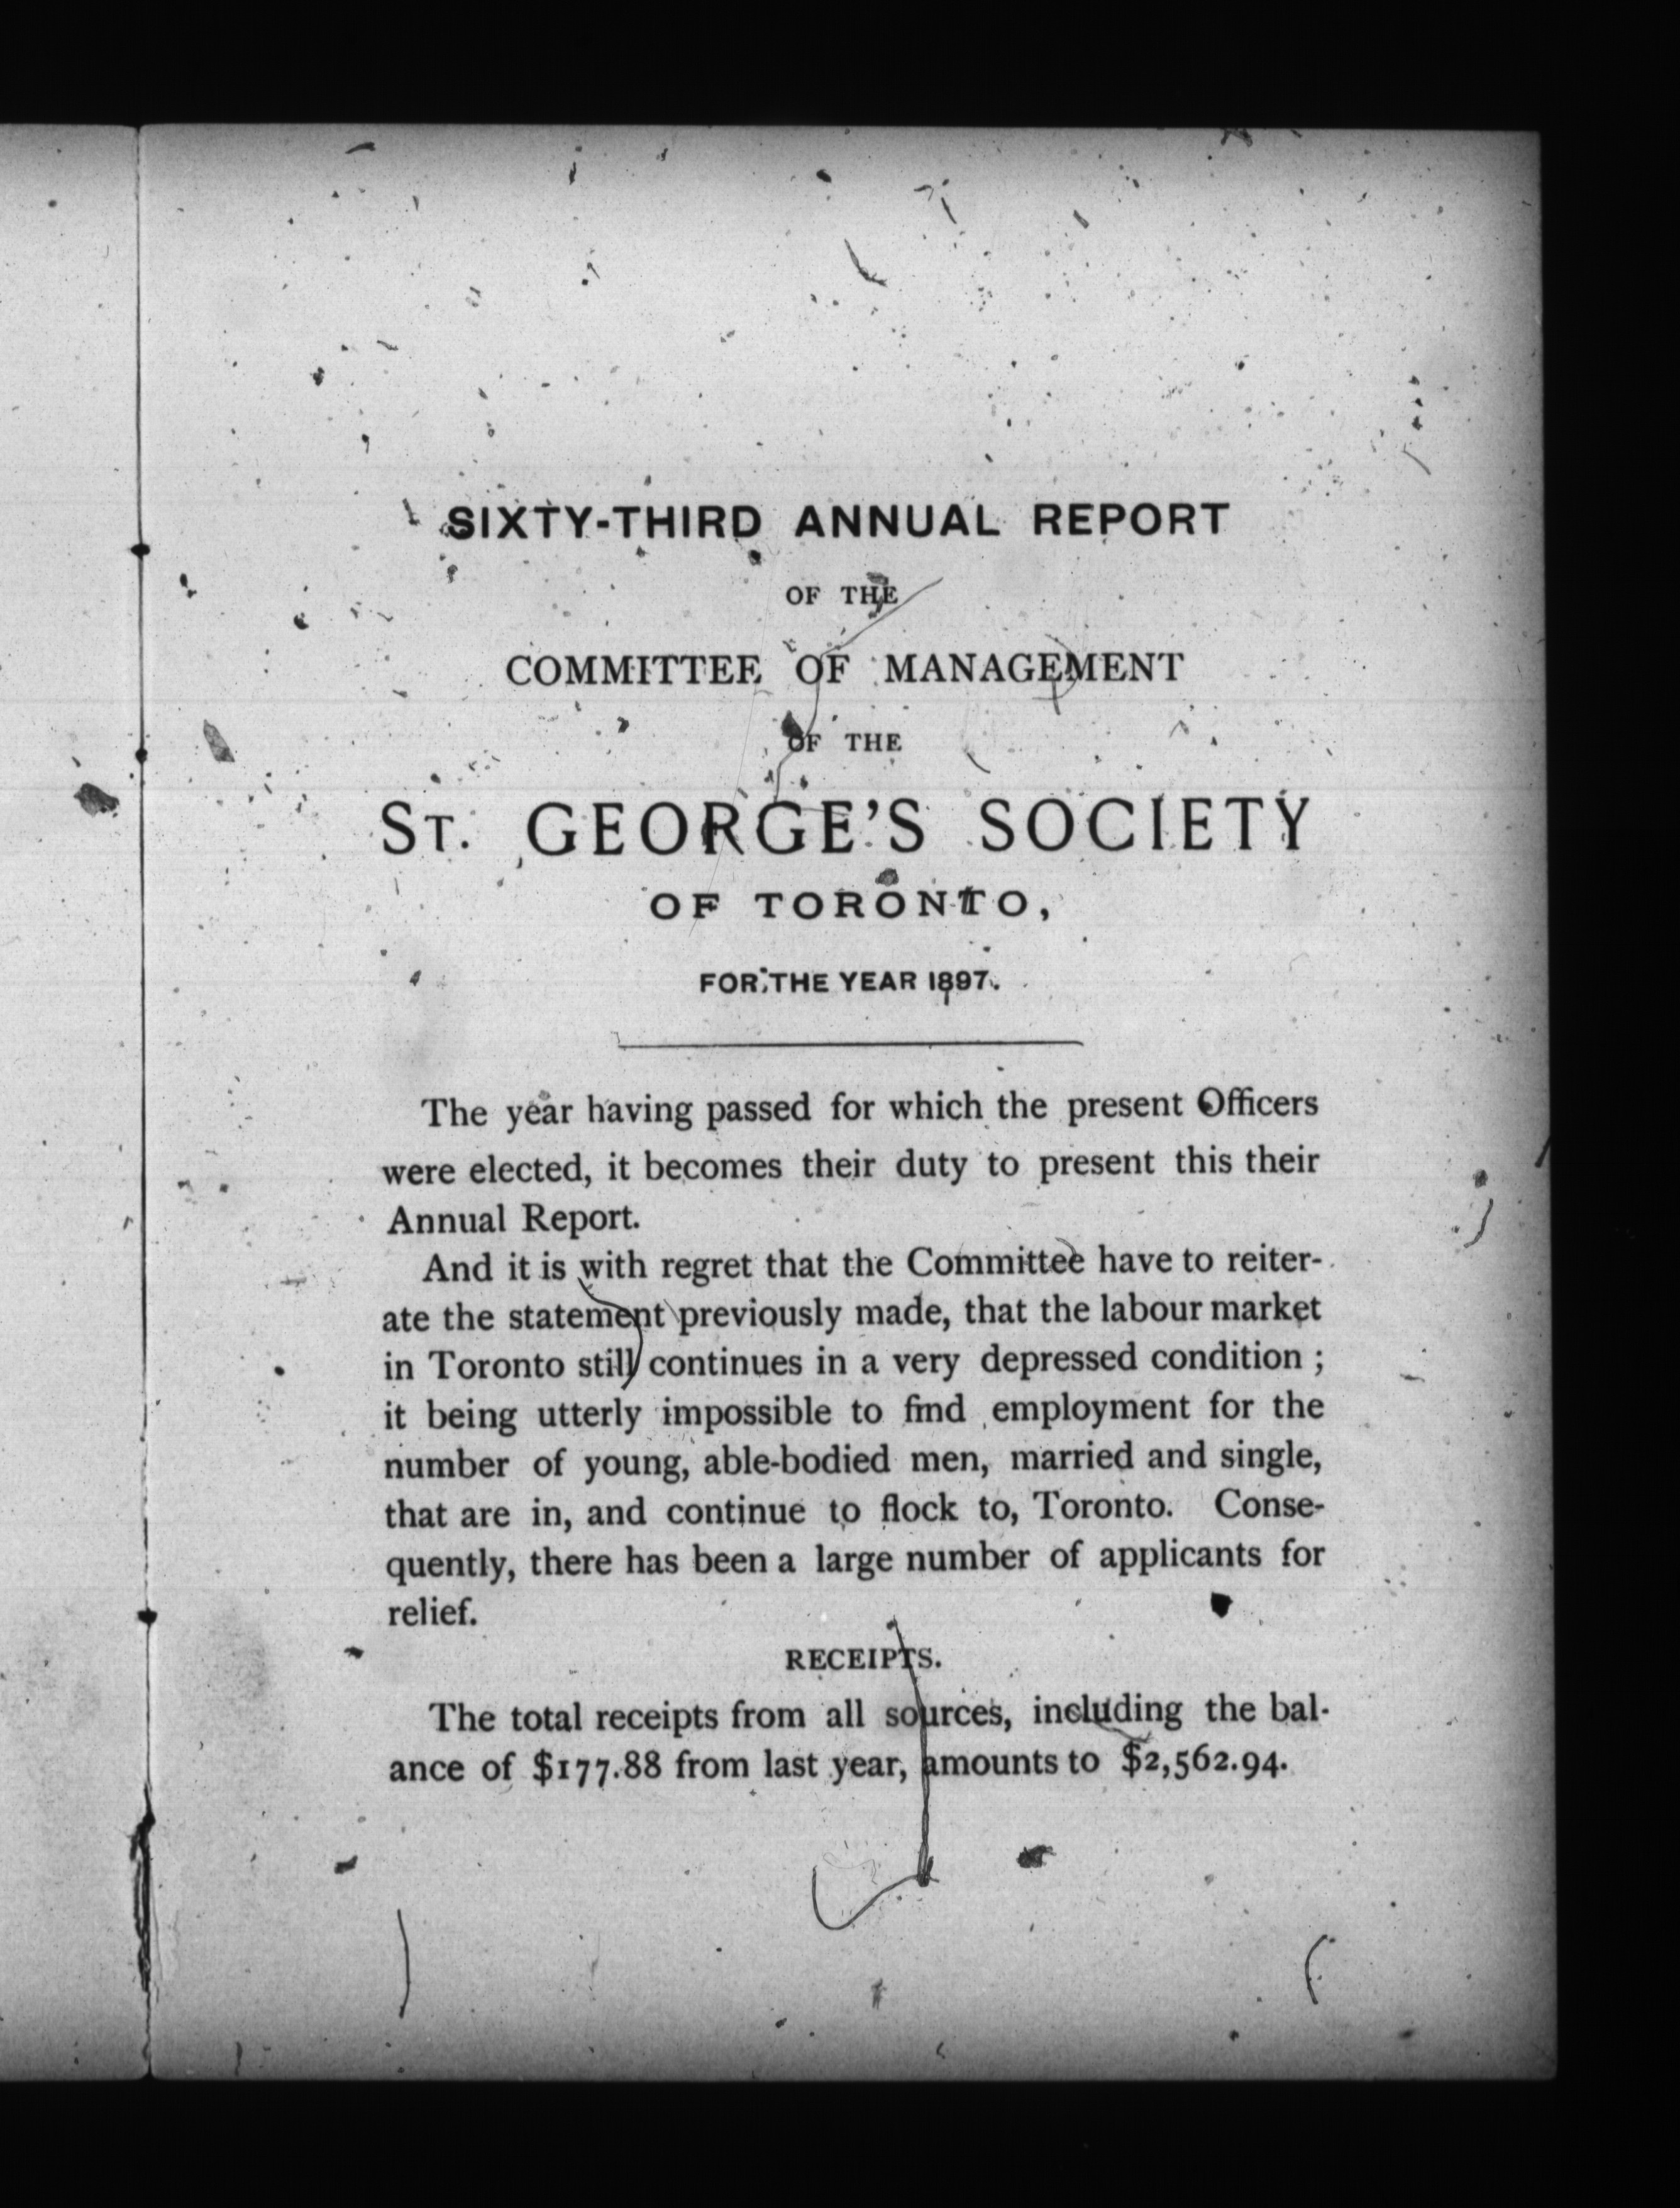 SIXTY-THIRD ANNUAL REPORT
OF THE
COMMITTEE OF MANAGEMENT
OF THE
ST. GEORGE'S SOCIETY
OF TORONTO,
FOR THE YEAR 1897.
The year having passed for which the present Officers
were elected, it becomes their duty to present this their
Annual Report.
And it is with regret that the Committee have to reiter-
ate the statement previously made, that the labour market
in Toronto still continues in a very depressed condition ;
it being utterly impossible to find employment for the
number of young, able-bodied men, married and single,
that are in, and continue to flock to, Toronto. Conse-
quently, there has been a large number of applicants for
relief.
RECEIPTS.
The total receipts from all sources, including the bal-
ance of $177.88 from last year, amounts to $2,562.94.